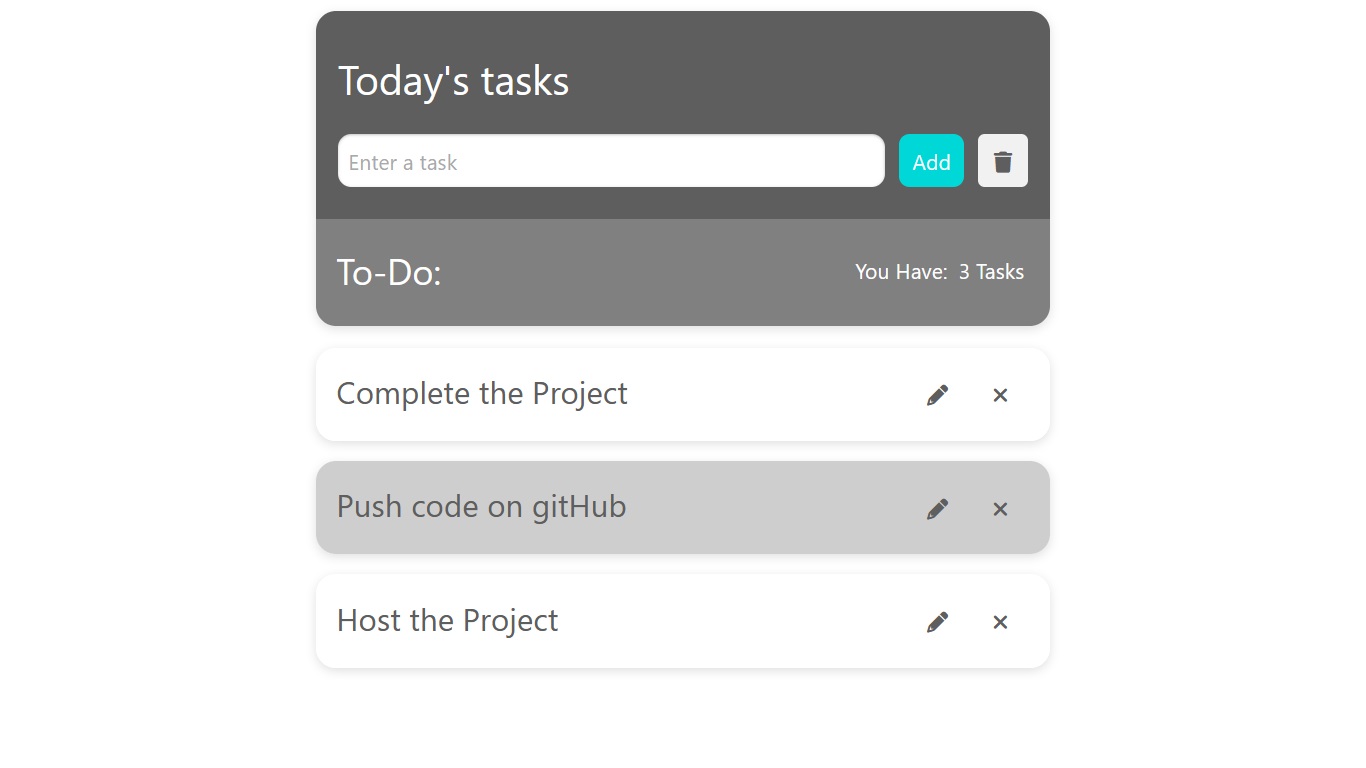 Today's tasks
Enter a task
Add
To-Do:
You Have: 3 Tasks
Complete the Project
Push code on gitHub
Host the Project